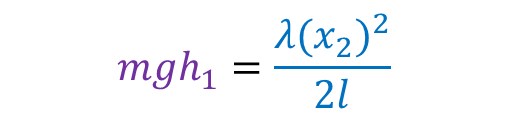 mgh₁ = λ(x₂)² / 2l